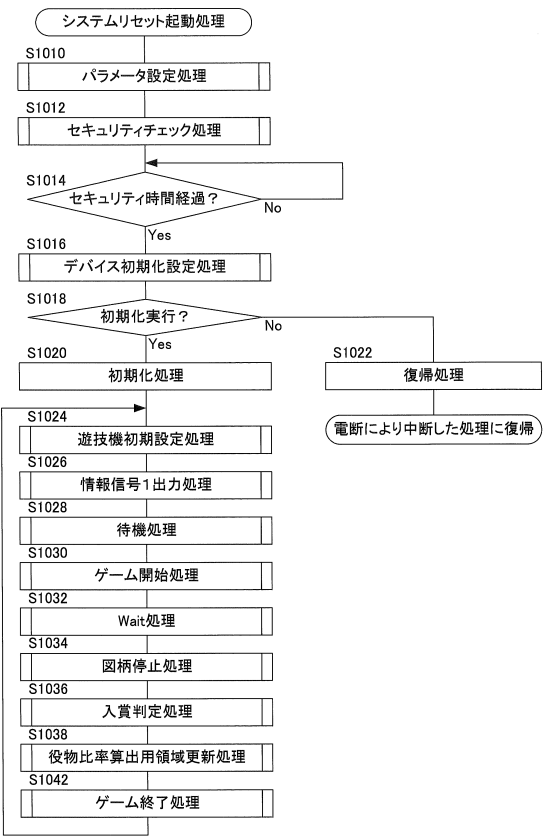 システムリセット起動処理
S1010
パラメータ設定処理
S1012
セキュリティチェック処理
S1014
セキュリティ時間経過？
No
Yes
S1016
デバイス初期化設定処理
S1018
初期化実行？
No
Yes
S1020
初期化処理
S1022
復帰処理
電断により中断した処理に復帰
S1024
遊技機初期設定処理
S1026
情報信号１出力処理
S1028
待機処理
S1030
ゲーム開始処理
S1032
Wait処理
S1034
図柄停止処理
S1036
入賞判定処理
S1038
役物比率算出用領域更新処理
S1042
ゲーム終了処理